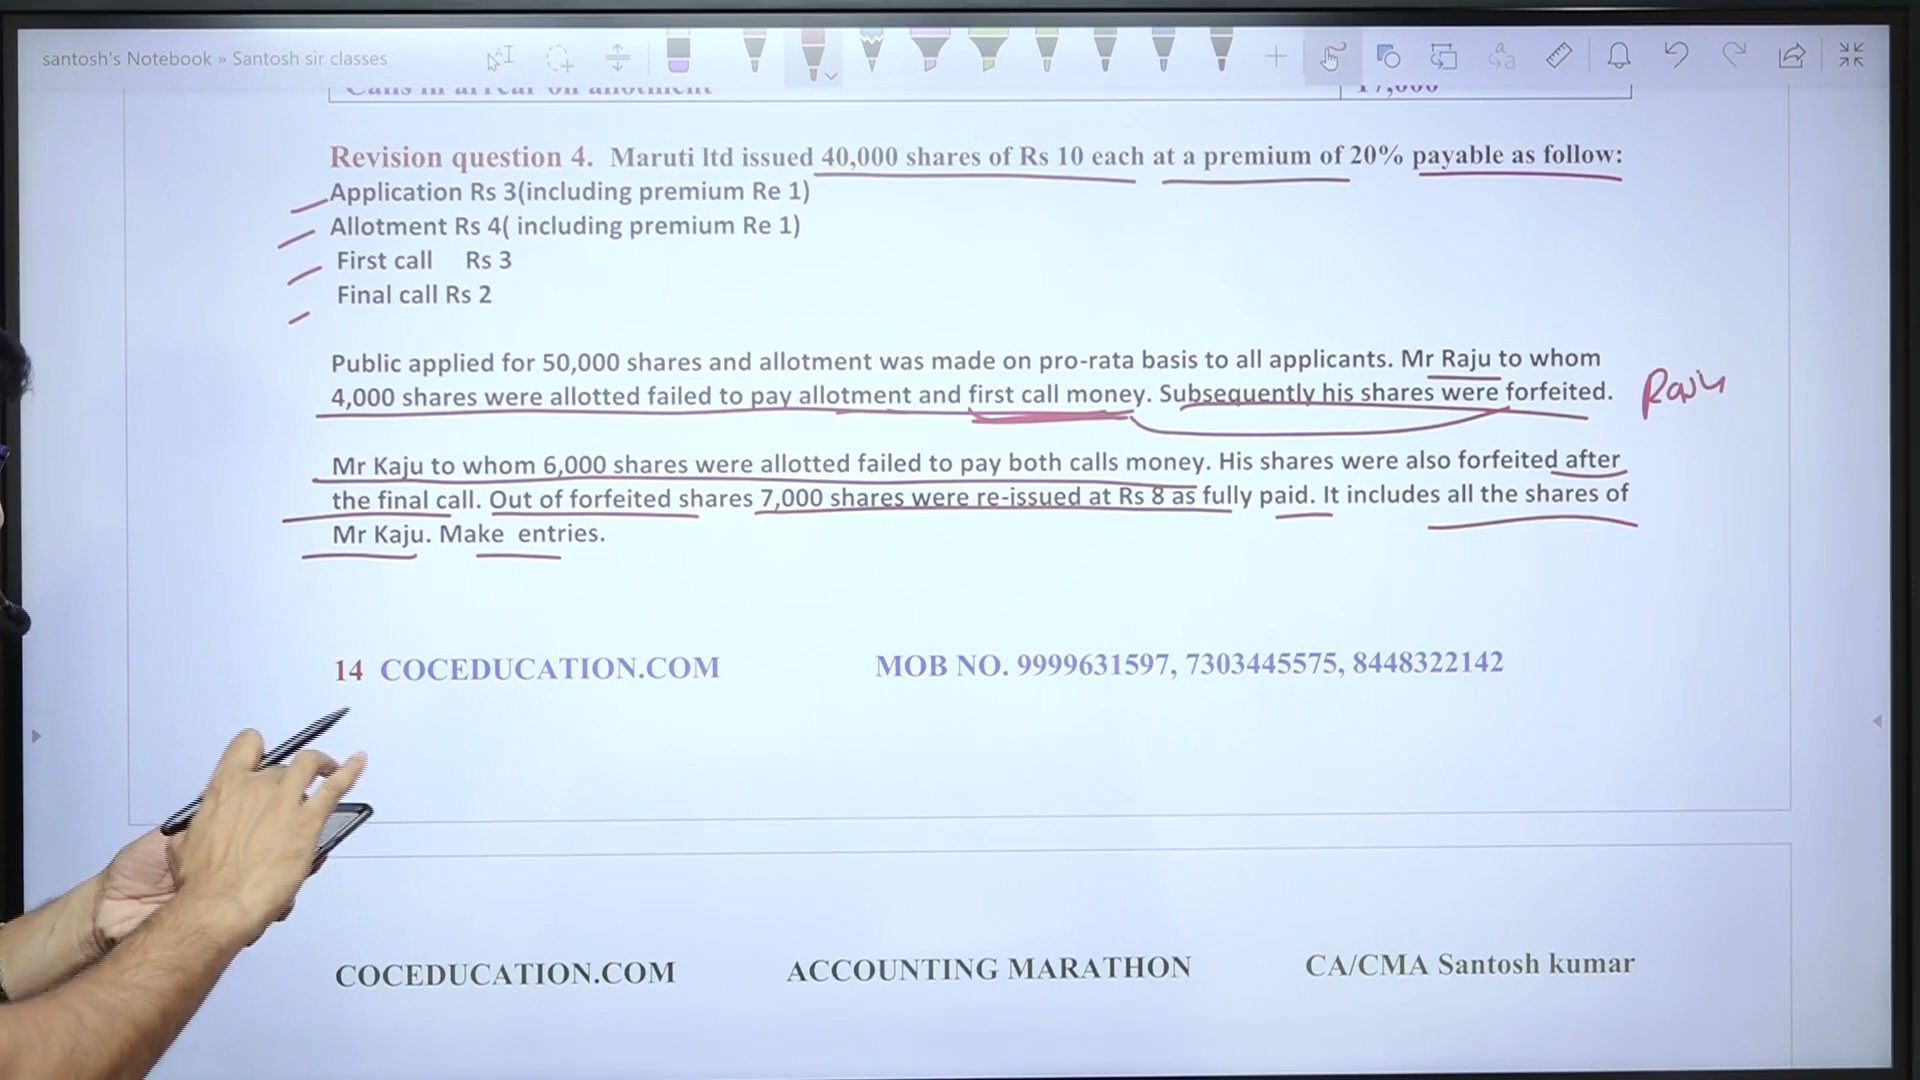 santosh's Notebook » Santosh sir classes
Calls in arrear on allotment 17,000
Revision question 4. Maruti ltd issued 40,000 shares of Rs 10 each at a premium of 20% payable as follow:
Application Rs 3(including premium Re 1)
Allotment Rs 4( including premium Re 1)
First call Rs 3
Final call Rs 2
Public applied for 50,000 shares and allotment was made on pro-rata basis to all applicants. Mr Raju to whom
4,000 shares were allotted failed to pay allotment and first call money. Subsequently his shares were forfeited.
Raju
Mr Kaju to whom 6,000 shares were allotted failed to pay both calls money. His shares were also forfeited after
the final call. Out of forfeited shares 7,000 shares were re-issued at Rs 8 as fully paid. It includes all the shares of
Mr Kaju. Make entries.
14 COCEDUCATION.COM MOB NO. 9999631597, 7303445575, 8448322142
COCEDUCATION.COM ACCOUNTING MARATHON CA/CMA Santosh kumar